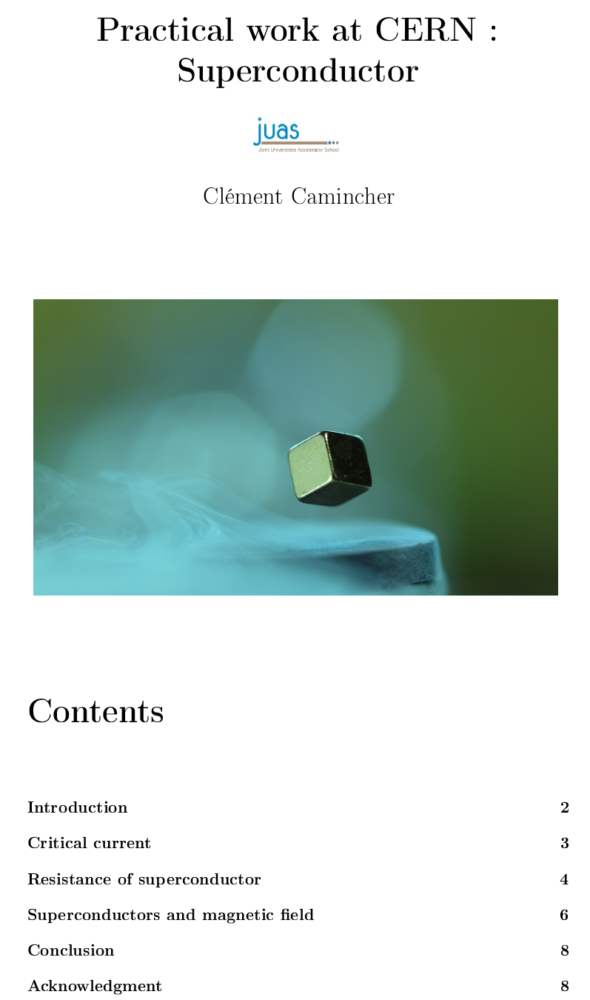 Practical work at CERN :
Superconductor
juas
Joint Universities Accelerator School
Clément Camincher
Contents
Introduction 2
Critical current 3
Resistance of superconductor 4
Superconductors and magnetic field 6
Conclusion 8
Acknowledgment 8